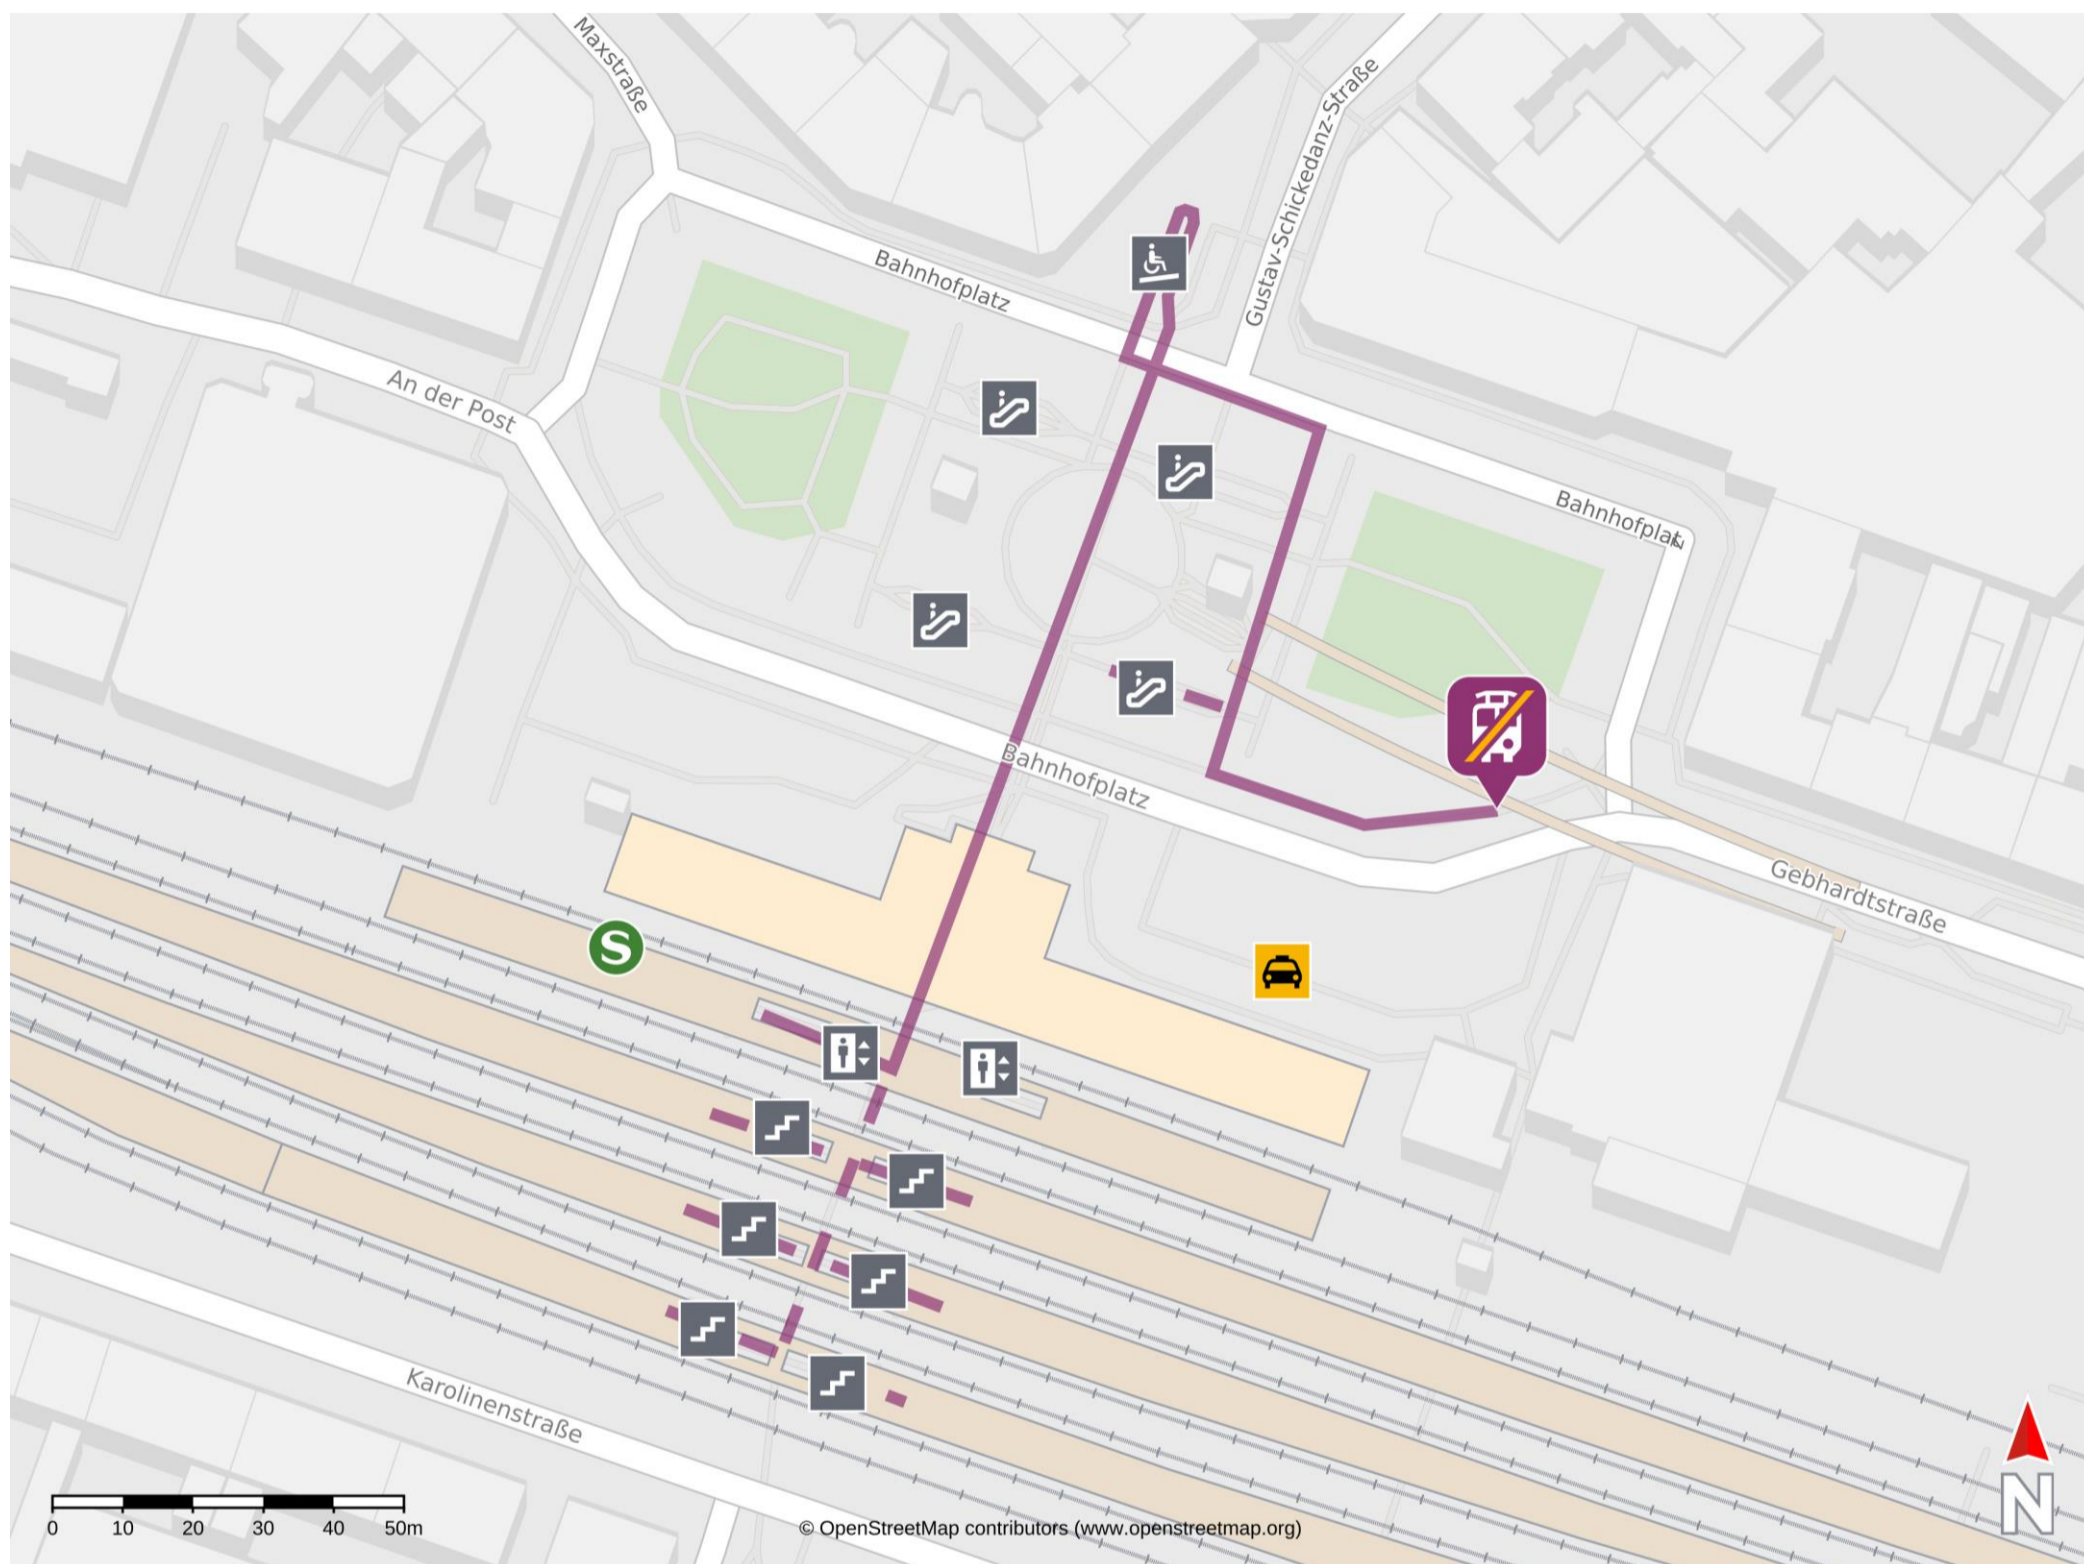 Maxstraße
Gustav-Schickedanz-Straße
Bahnhofplatz
An der Post
Bahnhofplatz
Bahnhofplatz
Gebhardtstraße
S
Karolinenstraße
N
0 10 20 30 40 50m
© OpenStreetMap contributors (www.openstreetmap.org)